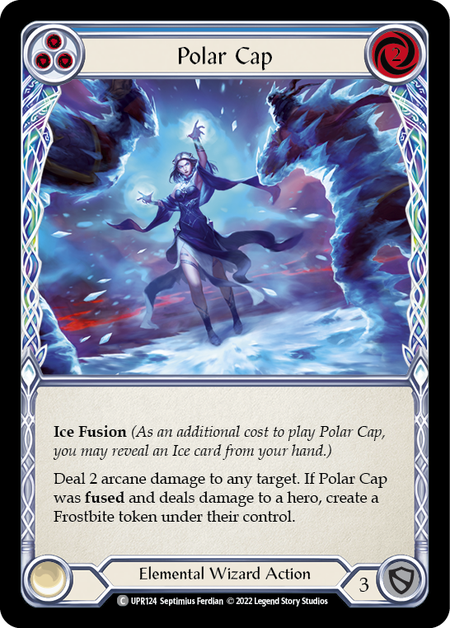 Polar Cap
2
Ice Fusion (As an additional cost to play Polar Cap,
you may reveal an Ice card from your hand.)
Deal 2 arcane damage to any target. If Polar Cap
was fused and deals damage to a hero, create a
Frostbite token under their control.
Elemental Wizard Action
3
C UPR124 Septimius Ferdian © 2022 Legend Story Studios